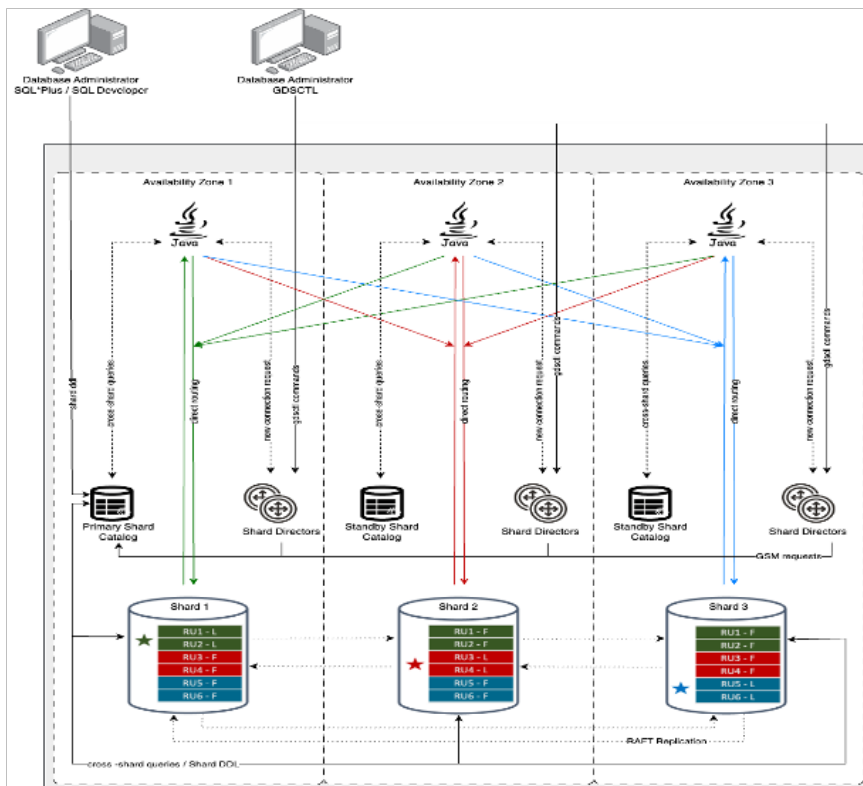 Database Administrator
SQL*Plus / SQL Developer
Database Administrator
GDSCTL
Availability Zone 1
Availability Zone 2
Availability Zone 3
Java
Java
Java
shard ddl
cross-shard queries
direct routing
new connection request
gdsctl commands
cross-shard queries
direct routing
new connection request
gdsctl commands
cross-shard queries
direct routing
new connection request
gdsctl commands
Primary Shard
Catalog
Shard Directors
Standby Shard
Catalog
Shard Directors
Standby Shard
Catalog
Shard Directors
GSM requests
Shard 1
RU1 - L
RU2 - L
RU3 - F
RU4 - F
RU5 - F
RU6 - F
Shard 2
RU1 - F
RU2 - F
RU3 - L
RU4 - L
RU5 - F
RU6 - F
Shard 3
RU1 - F
RU2 - F
RU3 - F
RU4 - F
RU5 - L
RU6 - L
RAFT Replication
cross -shard queries / Shard DDL